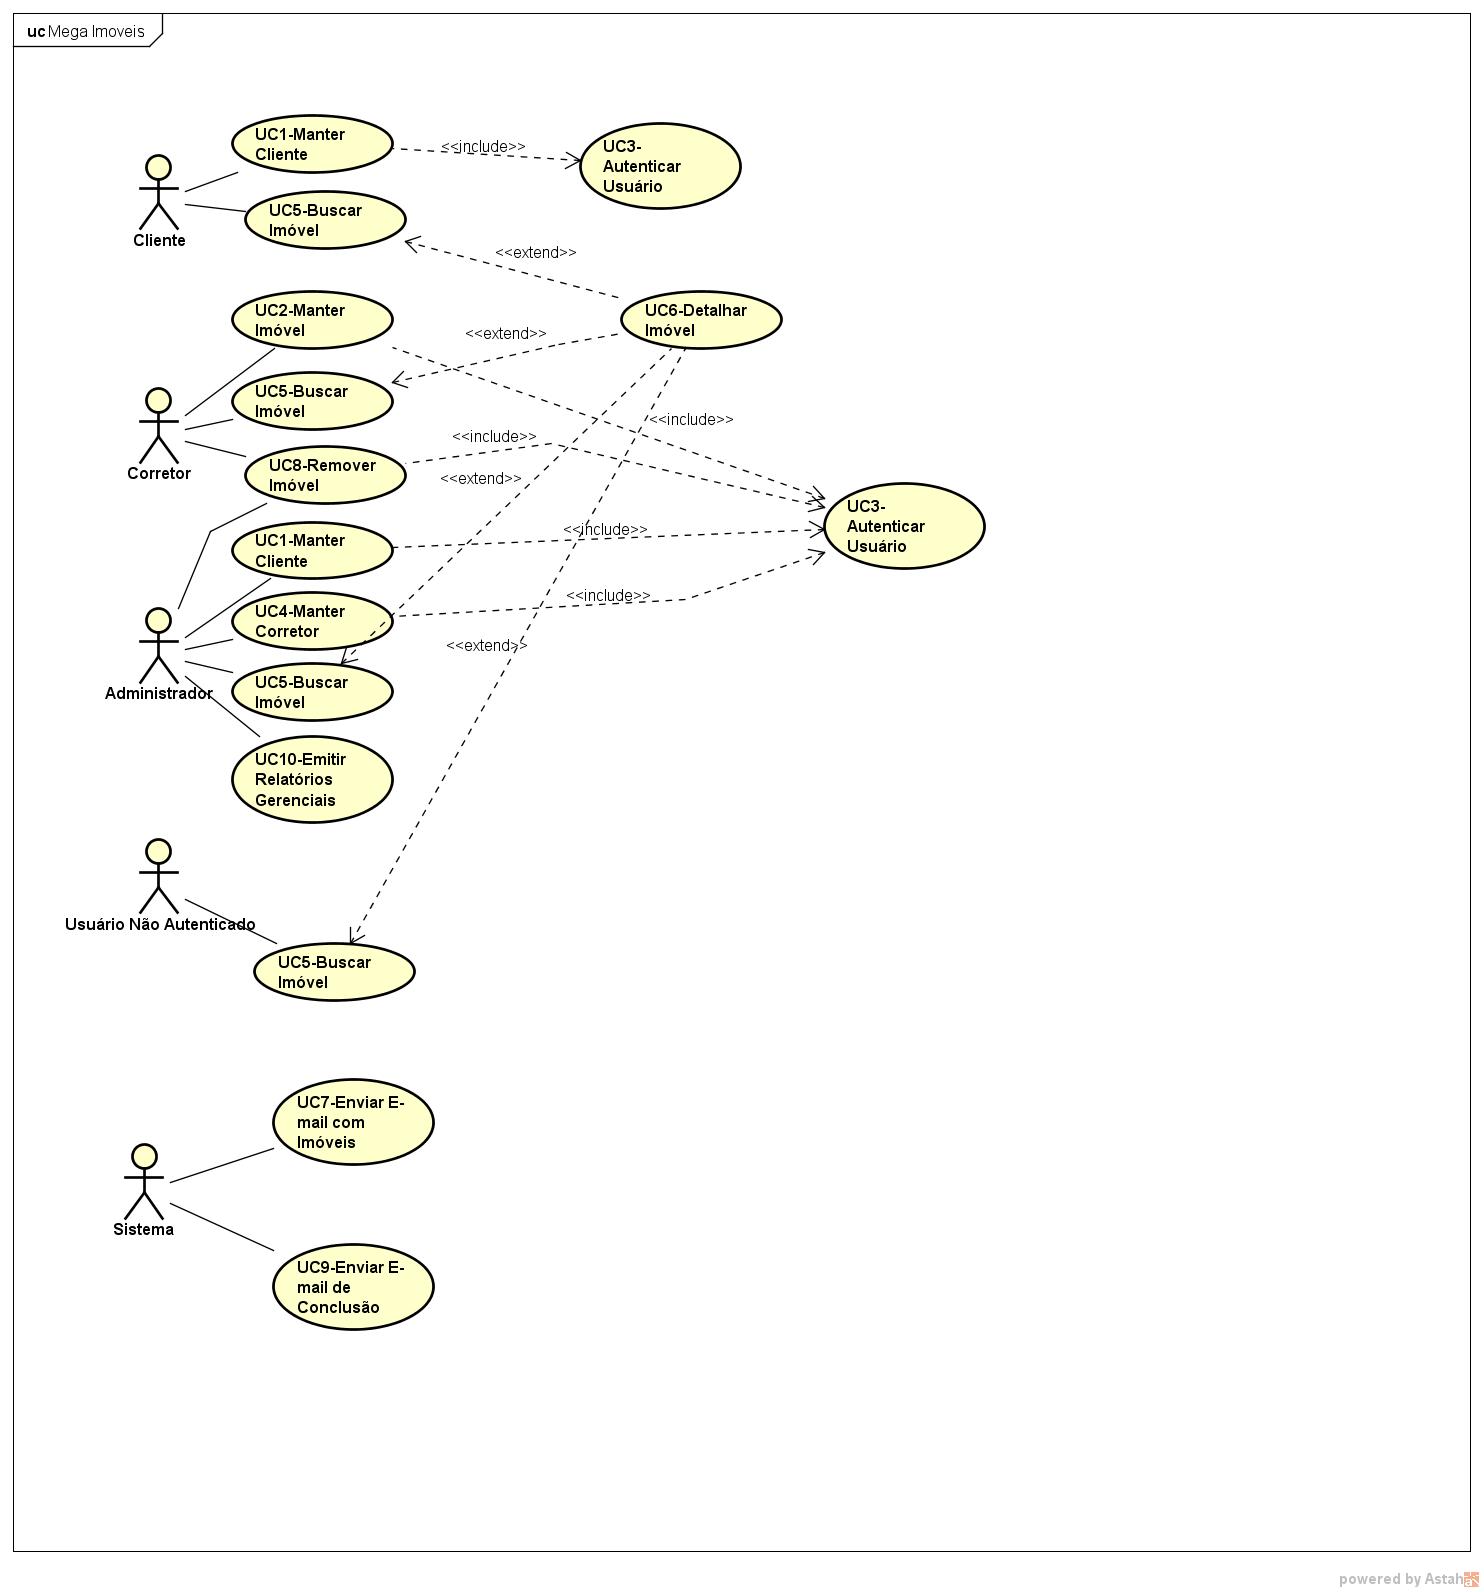 uc Mega Imoveis
UC1-Manter
Cliente
<<include>>
UC3-
Autenticar
Usuário
Cliente
UC5-Buscar
Imóvel
<<extend>>
UC2-Manter
Imóvel
UC6-Detalhar
Imóvel
<<extend>>
UC5-Buscar
Imóvel
<<include>>
Corretor
<<include>>
UC8-Remover
Imóvel
<<extend>>
UC3-
Autenticar
Usuário
UC1-Manter
Cliente
<<include>>
UC4-Manter
Corretor
<<include>>
<<extend>>
Administrador
UC5-Buscar
Imóvel
UC10-Emitir
Relatórios
Gerenciais
Usuário Não Autenticado
UC5-Buscar
Imóvel
UC7-Enviar E-
mail com
Imóveis
Sistema
UC9-Enviar E-
mail de
Conclusão
powered by Astah